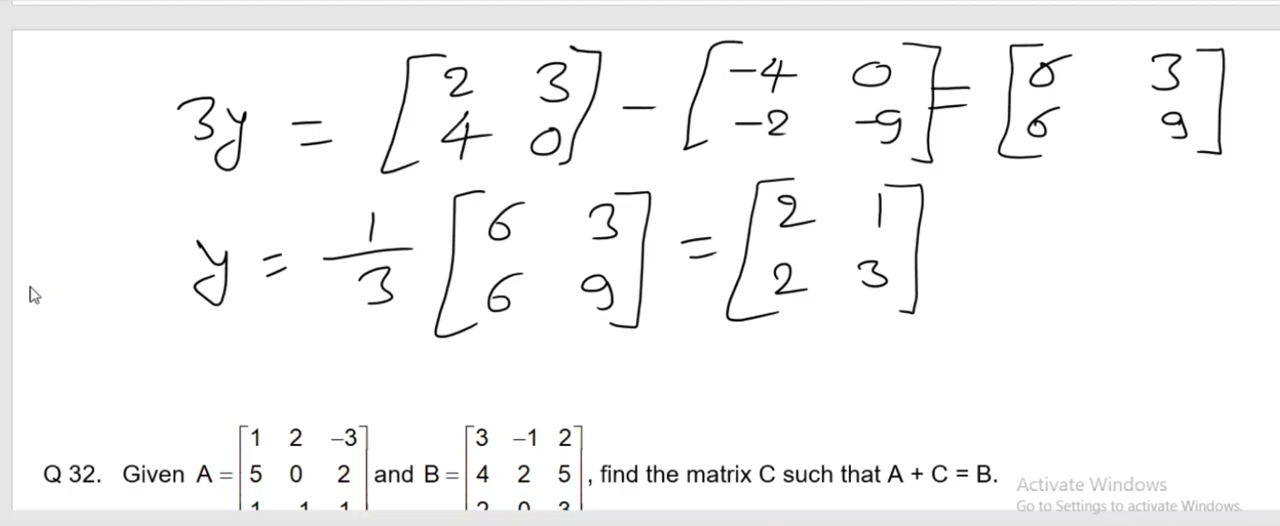 3y = [2 3 4 0] - [-4 0 -2 -9] = [6 3 6 9]
y = 1/3 [6 3 6 9] = [2 1 2 3]
Q 32. Given A = [1 2 –3 5 0 2 and B = [3 –1 2 4 2 5 , find the matrix C such that A + C = B.
Activate Windows
Go to Settings to activate Windows.